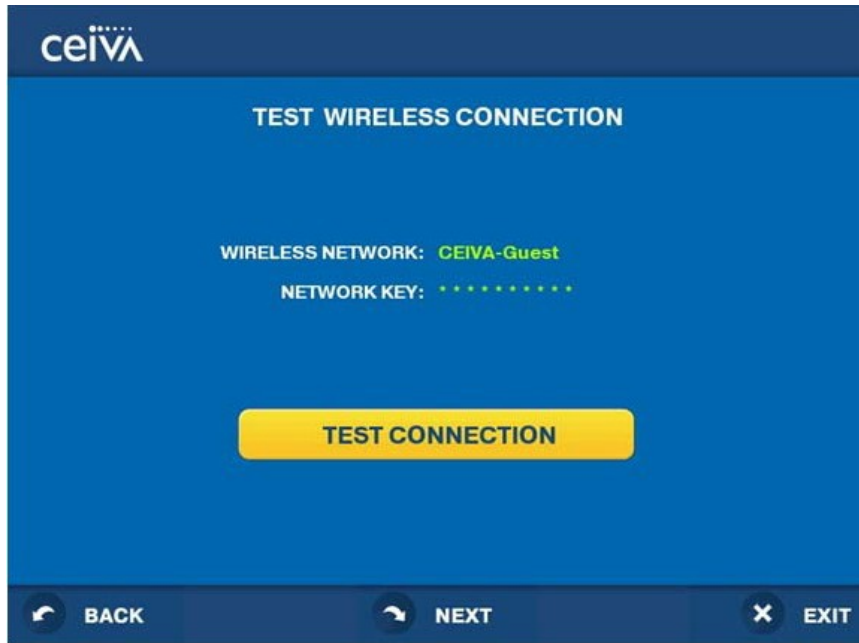 ceiva
TEST WIRELESS CONNECTION
WIRELESS NETWORK: CEIVA-Guest
NETWORK KEY: * * * * * * * * * *
TEST CONNECTION
BACK NEXT EXIT